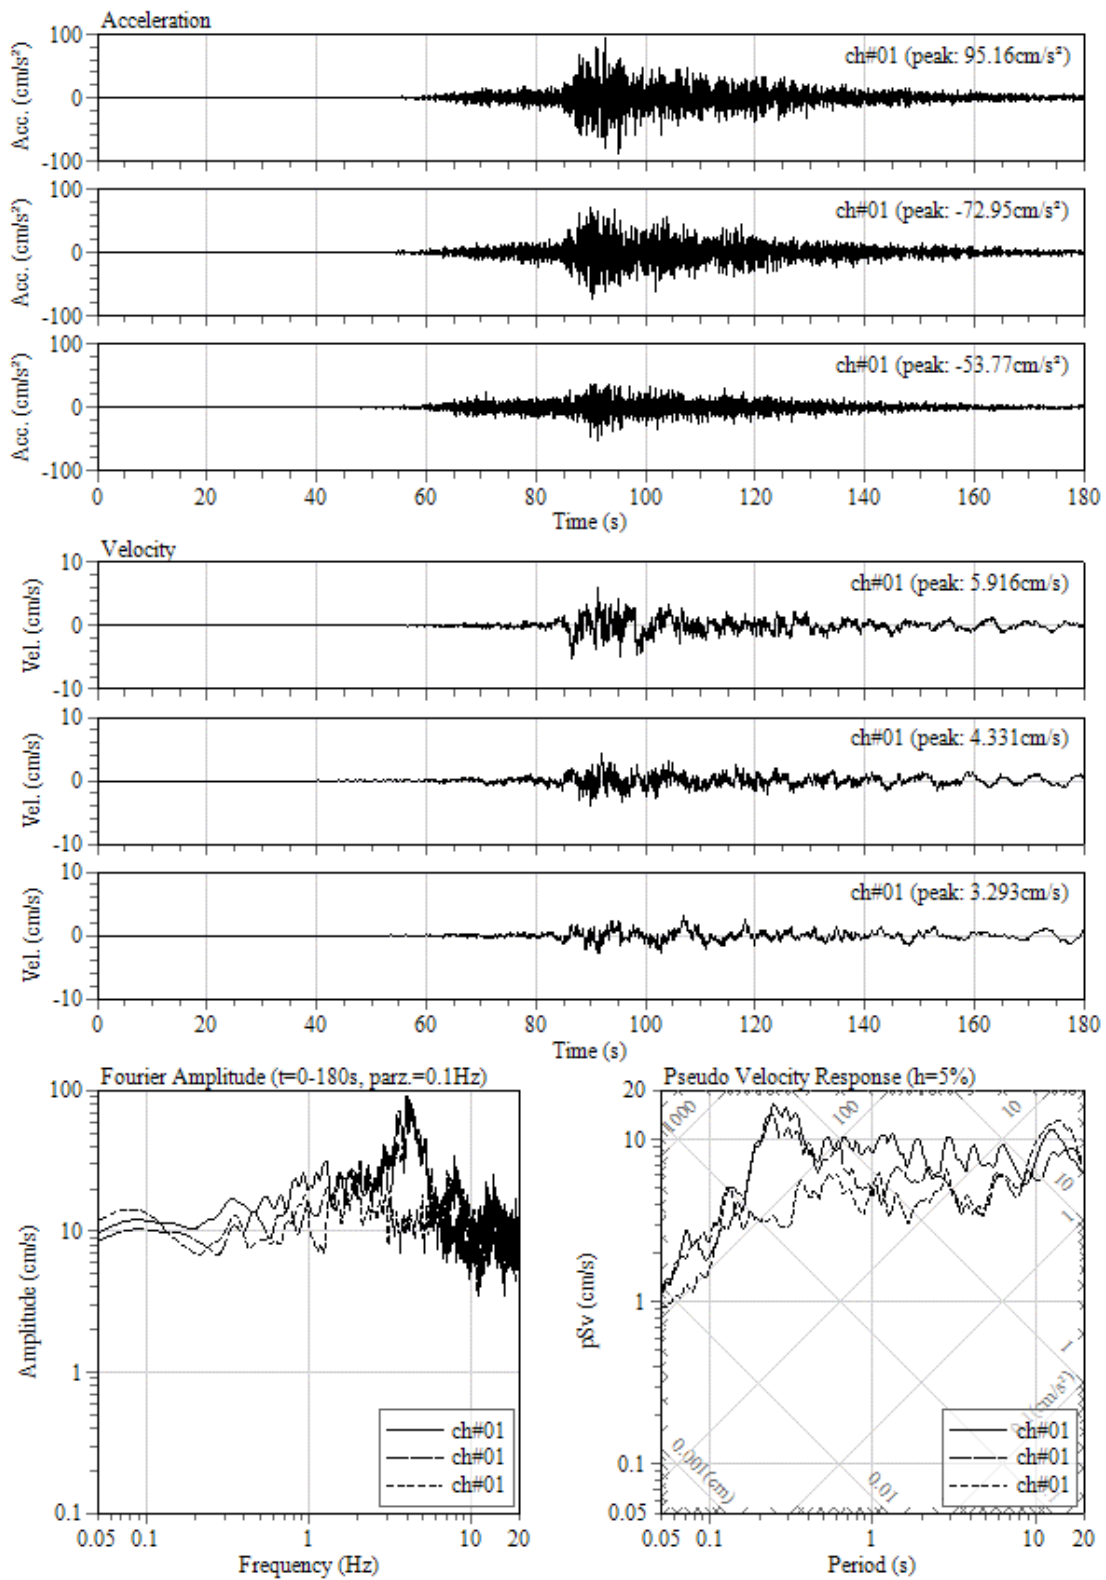 Acceleration
100
0
-100
Acc. (cm/s²)
ch#01 (peak: 95.16cm/s²)
100
0
-100
Acc. (cm/s²)
ch#01 (peak: -72.95cm/s²)
100
0
-100
Acc. (cm/s²)
ch#01 (peak: -53.77cm/s²)
0 20 40 60 80 100 120 140 160 180
Time (s)
Velocity
10
0
-10
Vel. (cm/s)
ch#01 (peak: 5.916cm/s)
10
0
-10
Vel. (cm/s)
ch#01 (peak: 4.331cm/s)
10
0
-10
Vel. (cm/s)
ch#01 (peak: 3.293cm/s)
0 20 40 60 80 100 120 140 160 180
Time (s)
Fourier Amplitude (t=0-180s, parz.=0.1Hz)
100
10
1
0.1
Amplitude (cm/s)
ch#01
ch#01
ch#01
0.05 0.1 1 10 20
Frequency (Hz)
Pseudo Velocity Response (h=5%)
20
10
1
0.1
0.05
pSv (cm/s)
1000
100
10
10
1
1
0.1(cm/s²)
0.001(cm)
0.01
ch#01
ch#01
ch#01
0.05 0.1 1 10 20
Period (s)